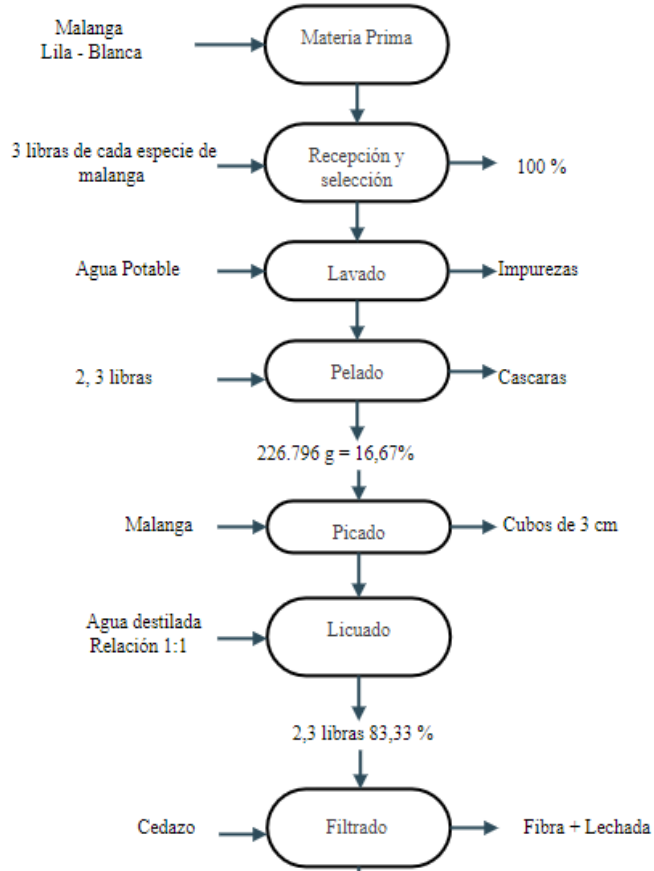 Malanga
Lila - Blanca
Materia Prima
3 libras de cada especie de
malanga
Recepción y
selección
100 %
Agua Potable
Lavado
Impurezas
2, 3 libras
Pelado
Cascaras
226.796 g = 16,67%
Malanga
Picado
Cubos de 3 cm
Agua destilada
Relación 1:1
Licuado
2,3 libras 83,33 %
Cedazo
Filtrado
Fibra + Lechada